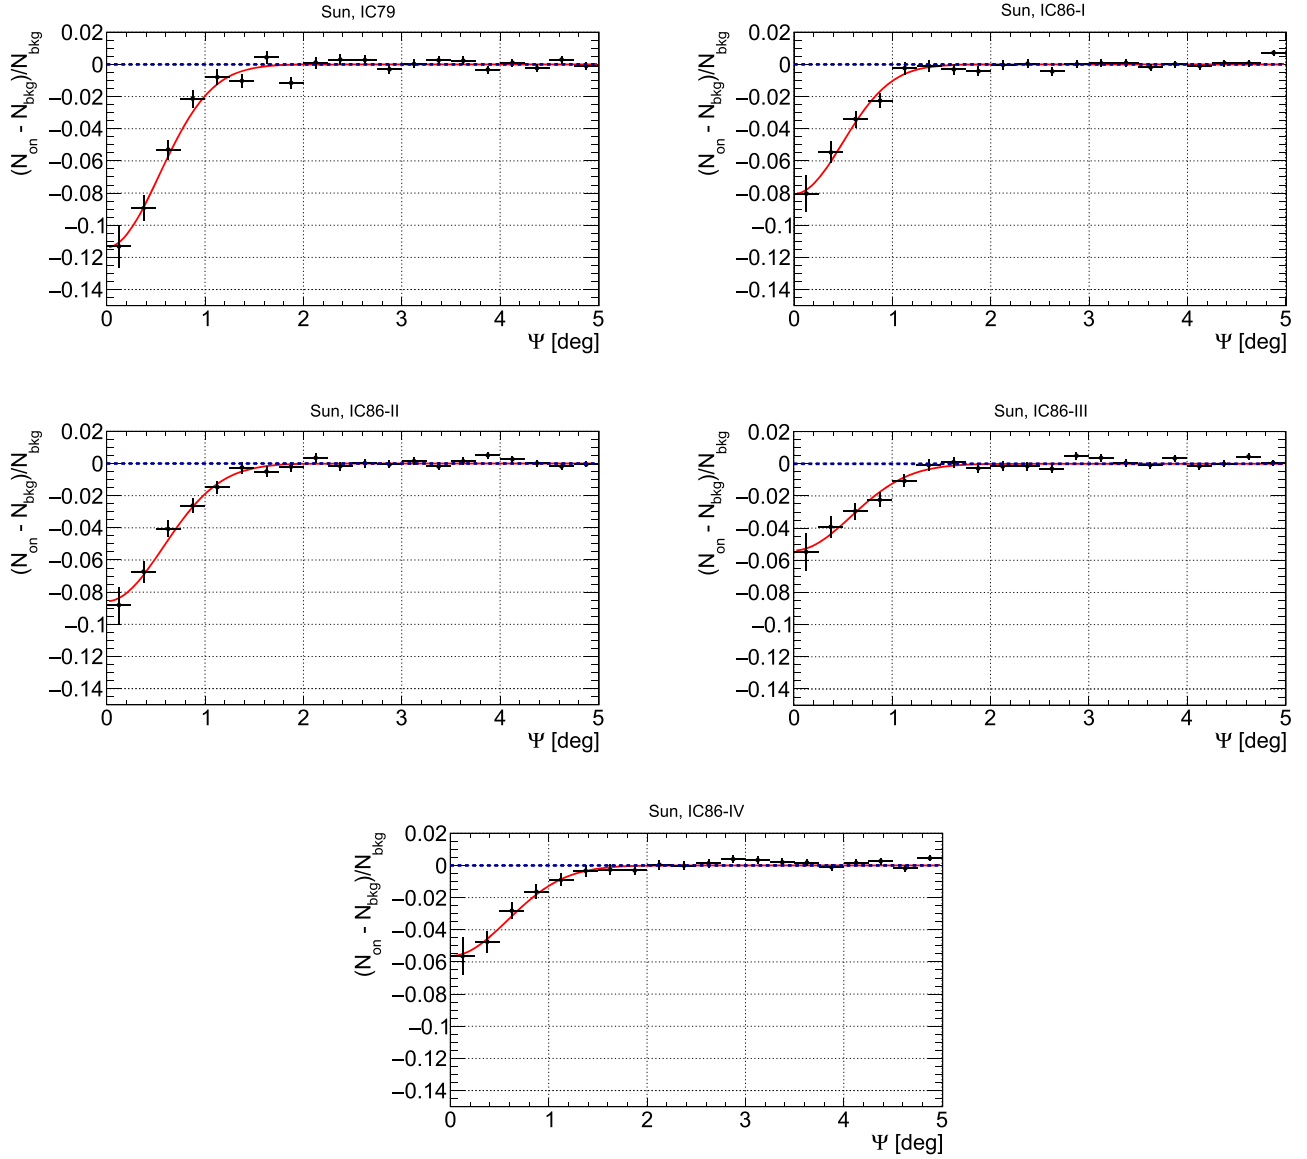 Sun, IC79
(N_on - N_bkg)/N_bkg
0.02
0
−0.02
−0.04
−0.06
−0.08
−0.1
−0.12
−0.14
0 1 2 3 4 5
Ψ [deg]
Sun, IC86-I
(N_on - N_bkg)/N_bkg
0.02
0
−0.02
−0.04
−0.06
−0.08
−0.1
−0.12
−0.14
0 1 2 3 4 5
Ψ [deg]
Sun, IC86-II
(N_on - N_bkg)/N_bkg
0.02
0
−0.02
−0.04
−0.06
−0.08
−0.1
−0.12
−0.14
0 1 2 3 4 5
Ψ [deg]
Sun, IC86-III
(N_on - N_bkg)/N_bkg
0.02
0
−0.02
−0.04
−0.06
−0.08
−0.1
−0.12
−0.14
0 1 2 3 4 5
Ψ [deg]
Sun, IC86-IV
(N_on - N_bkg)/N_bkg
0.02
0
−0.02
−0.04
−0.06
−0.08
−0.1
−0.12
−0.14
0 1 2 3 4 5
Ψ [deg]